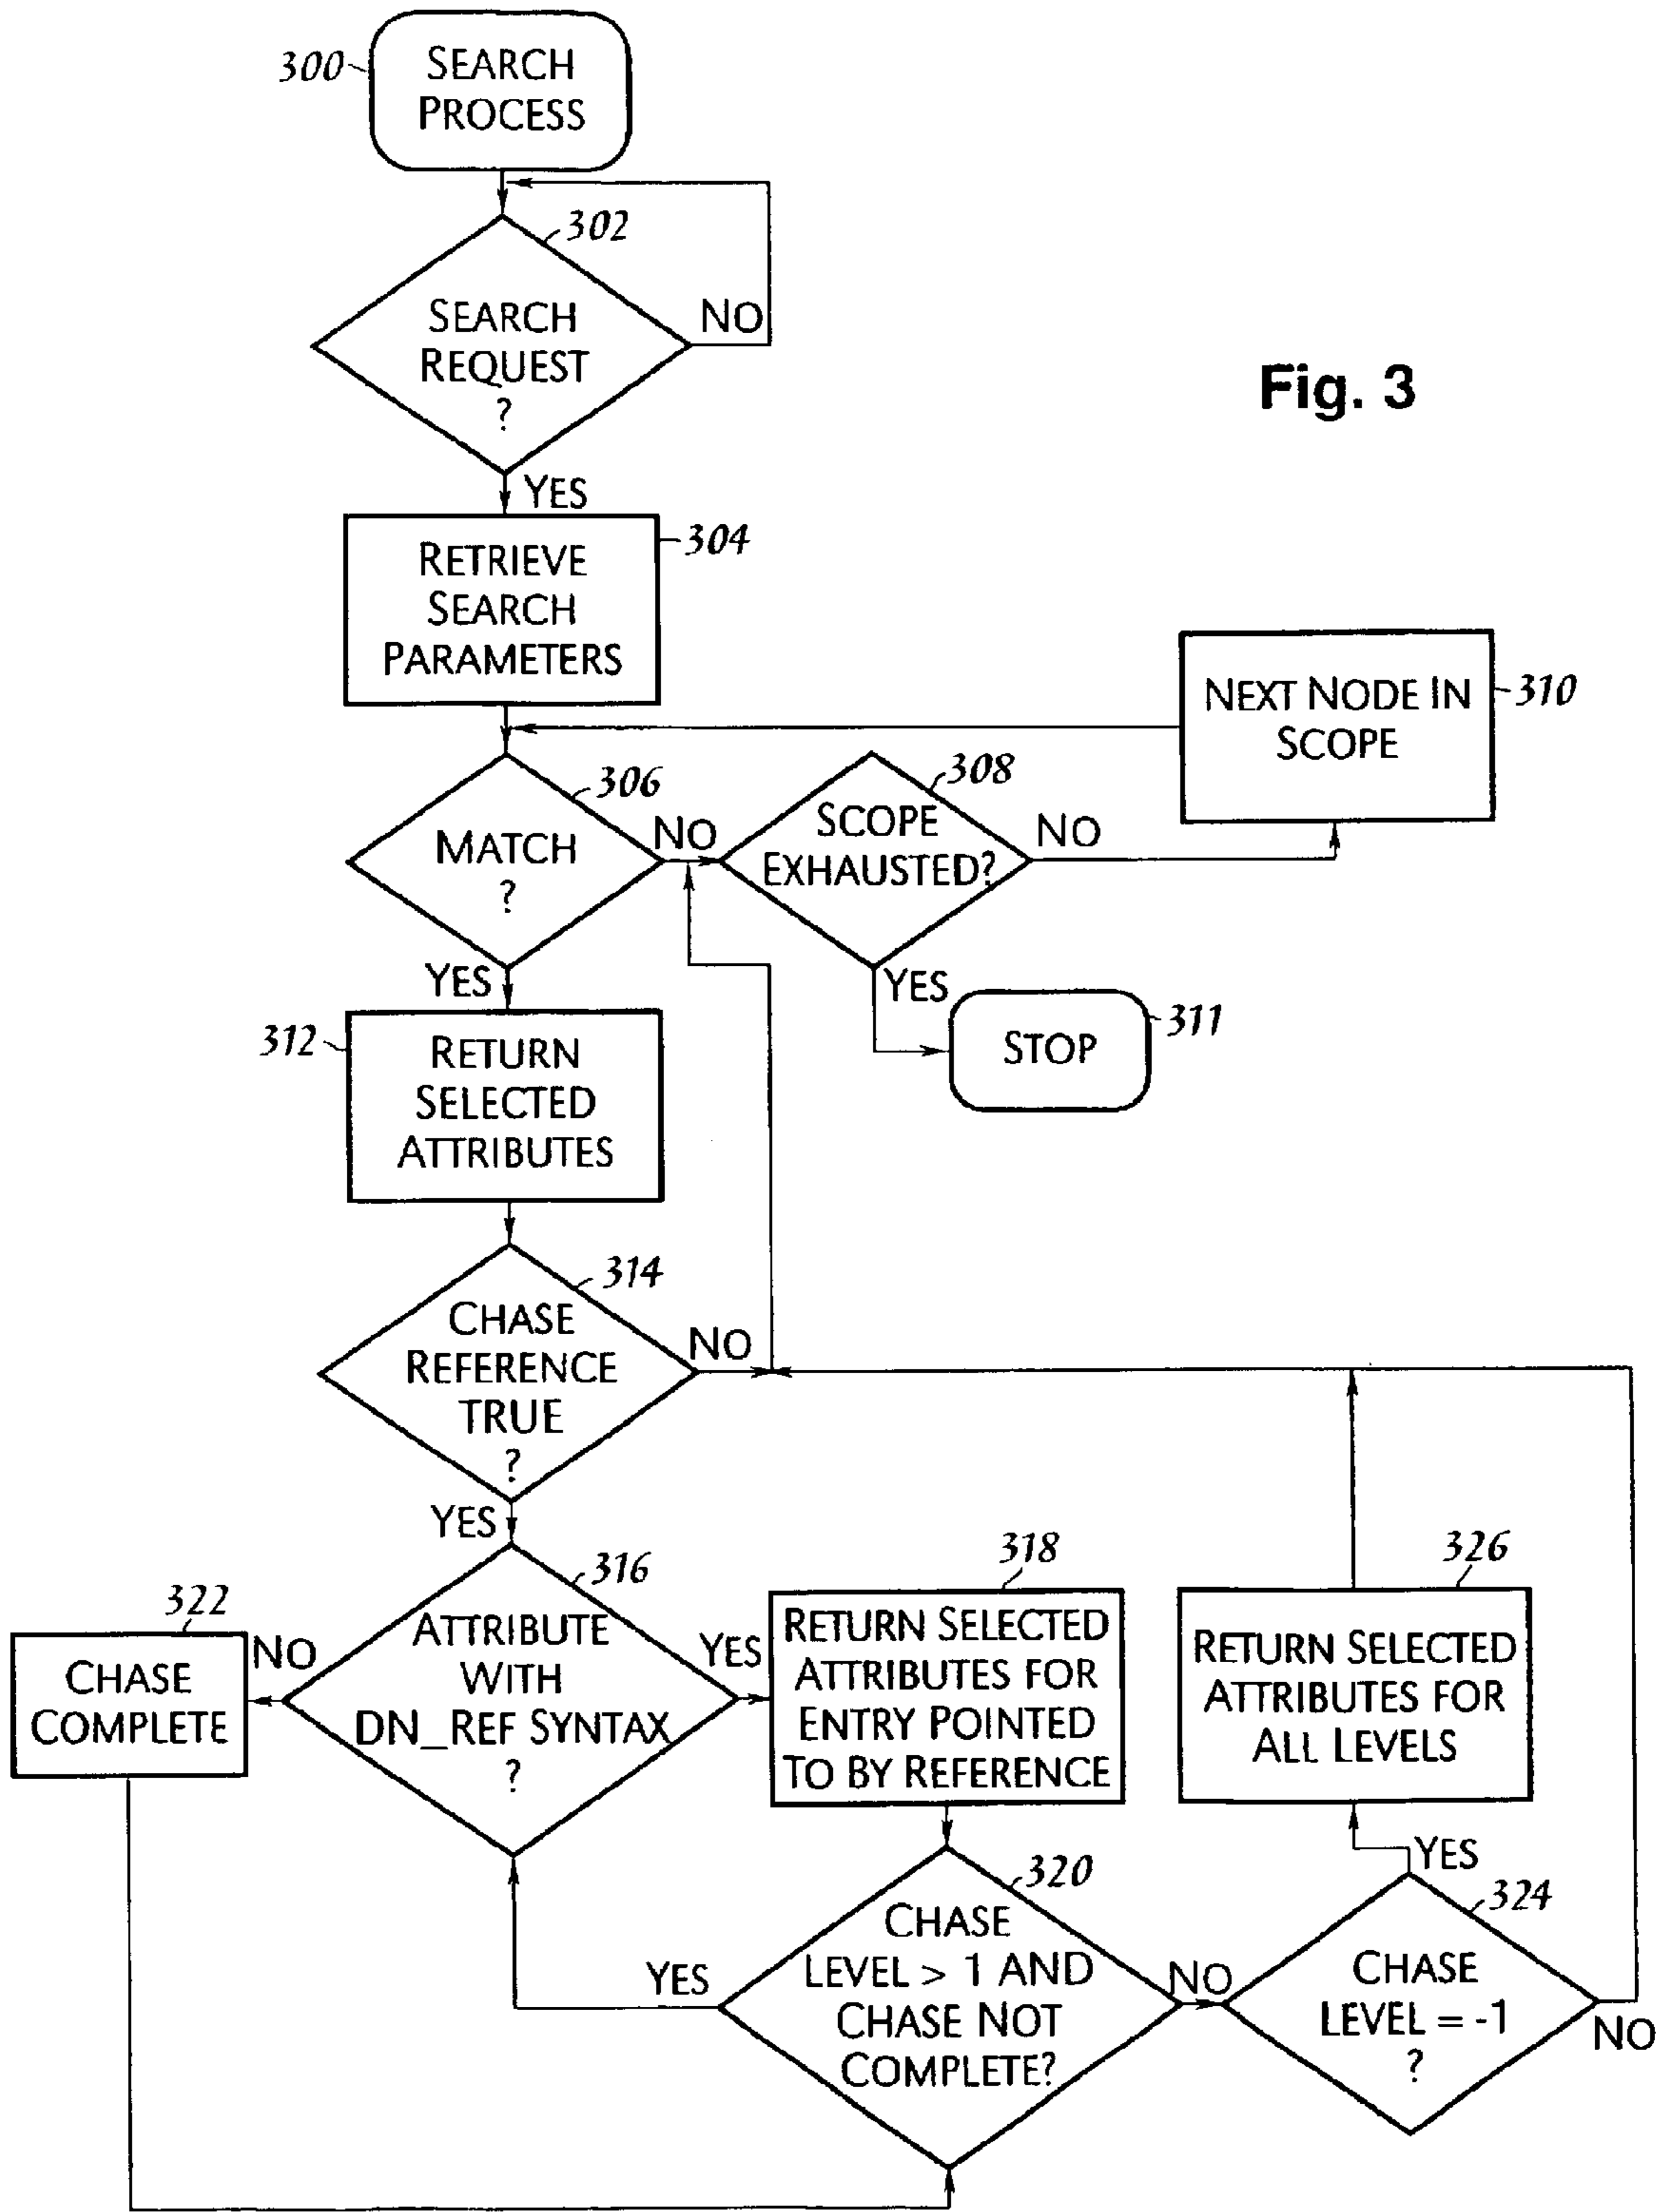 300
SEARCH
PROCESS
302
SEARCH
REQUEST
?
NO
YES
Fig. 3
304
RETRIEVE
SEARCH
PARAMETERS
NEXT NODE IN
SCOPE
310
306
MATCH
?
NO
308
SCOPE
EXHAUSTED?
NO
YES
YES
STOP
311
312
RETURN
SELECTED
ATTRIBUTES
314
CHASE
REFERENCE
TRUE
?
NO
YES
316
ATTRIBUTE
WITH
DN_REF SYNTAX
?
322
NO
CHASE
COMPLETE
YES
318
RETURN SELECTED
ATTRIBUTES FOR
ENTRY POINTED
TO BY REFERENCE
326
RETURN SELECTED
ATTRIBUTES FOR
ALL LEVELS
320
CHASE
LEVEL > 1 AND
CHASE NOT
COMPLETE?
YES
NO
YES
324
CHASE
LEVEL = -1
?
NO